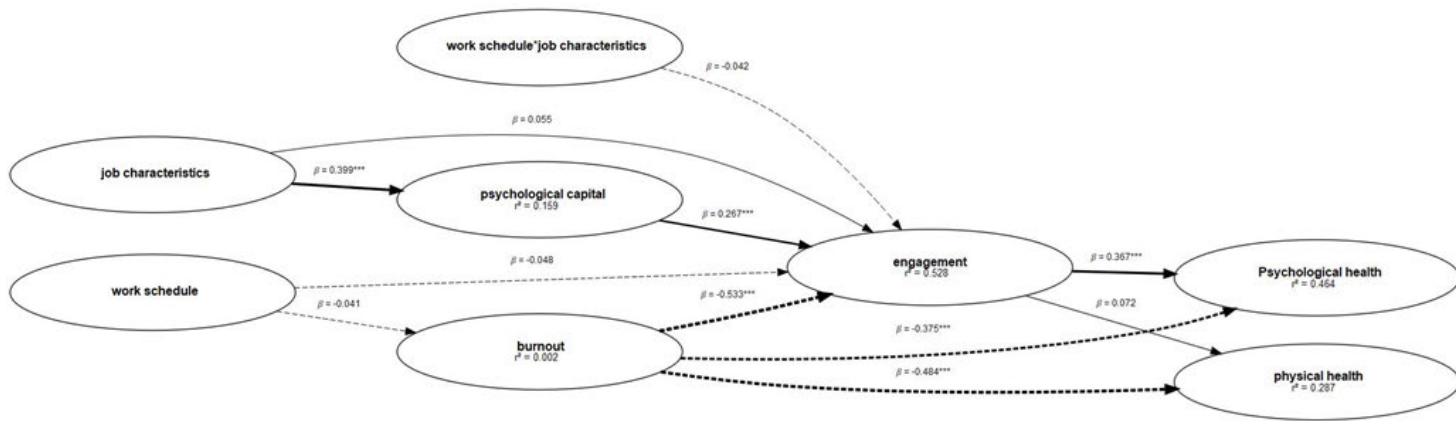 work schedule*job characteristics
β = -0.042
β = 0.055
job characteristics
β = 0.399***
psychological capital
r² = 0.159
β = 0.267***
engagement
r² = 0.528
β = 0.367***
Psychological health
r² = 0.464
work schedule
β = -0.048
β = -0.041
β = -0.533***
β = 0.072
burnout
r² = 0.002
β = -0.375***
β = -0.484***
physical health
r² = 0.287